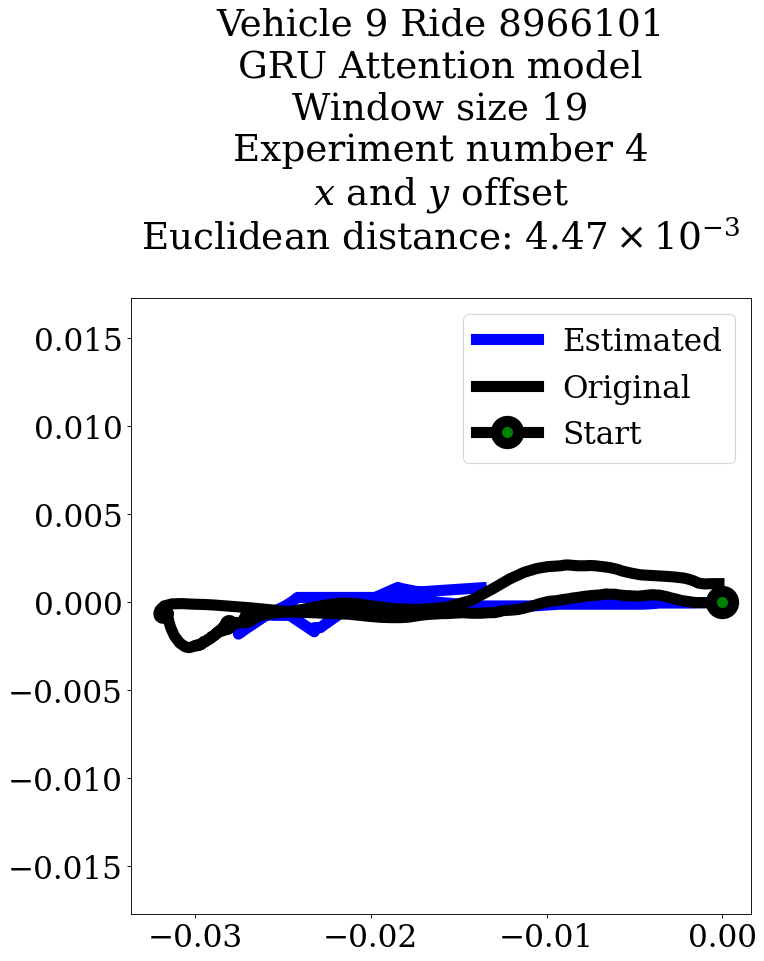 Vehicle 9 Ride 8966101
GRU Attention model
Window size 19
Experiment number 4
x and y offset
Euclidean distance: 4.47 × 10⁻³
Estimated
Original
Start
0.015
0.010
0.005
0.000
−0.005
−0.010
−0.015
−0.03 −0.02 −0.01 0.00